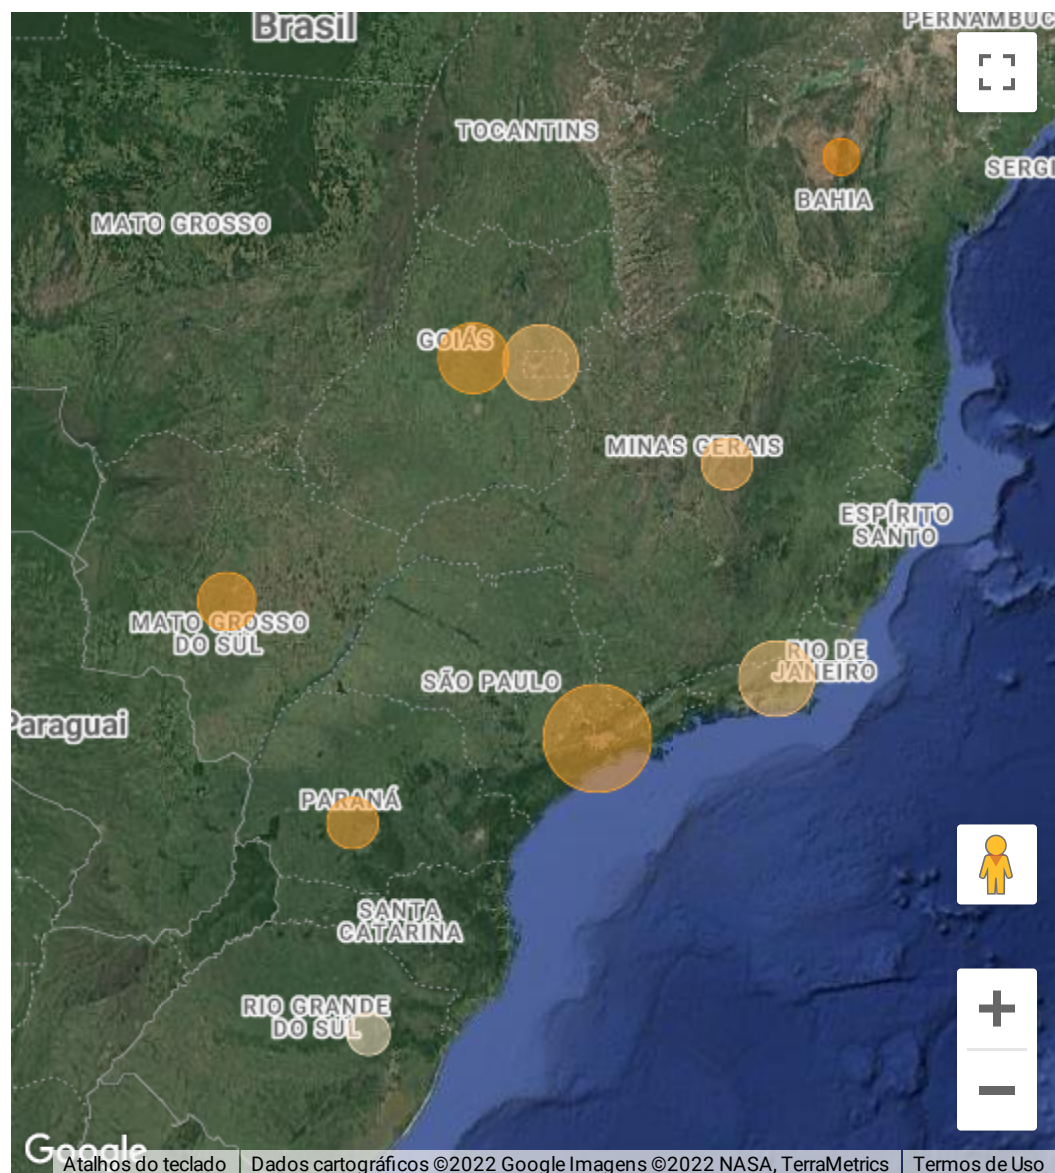 Brasil
PERNAMBUC
TOCANTINS
SERGI
BAHIA
MATO GROSSO
GOIÁS
MINAS GERAIS
ESPÍRITO
SANTO
MATO GROSSO
DO SUL
RIO DE
JANEIRO
SÃO PAULO
Paraguai
PARANÁ
SANTA
CATARINA
RIO GRANDE
DO SUL
Google
Atalhos do teclado
Dados cartográficos ©2022 Google Imagens ©2022 NASA, TerraMetrics
Termos de Uso